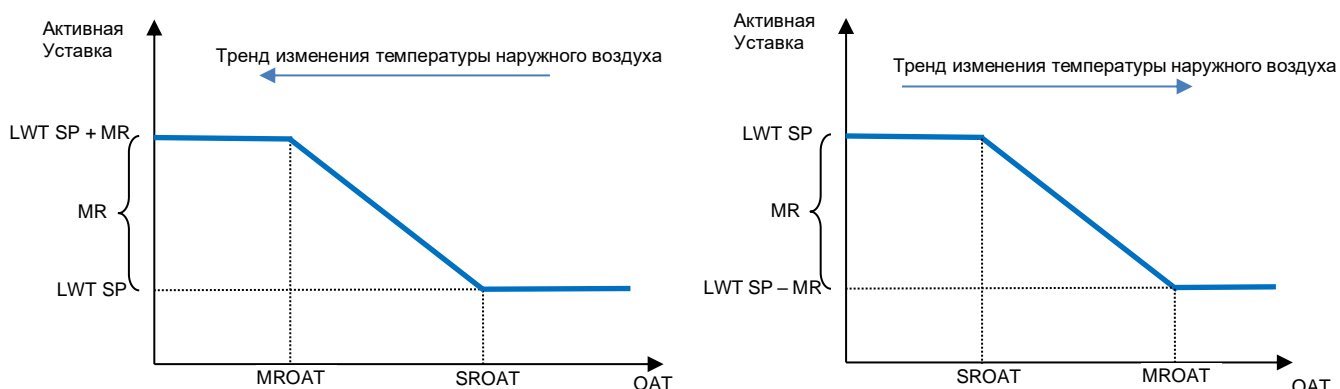 Активная
Уставка
Тренд изменения температуры наружного воздуха
LWT SP + MR
MR
LWT SP
MROAT
SROAT
OAT
Активная
Уставка
Тренд изменения температуры наружного воздуха
LWT SP
MR
LWT SP – MR
SROAT
MROAT
OAT